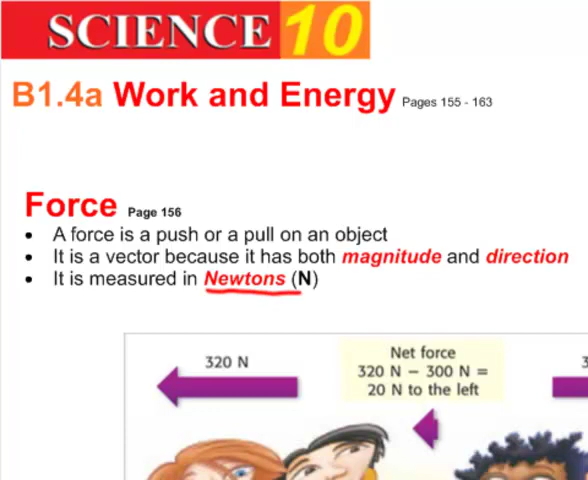 SCIENCE 10
B1.4a Work and Energy Pages 155 - 163
Force Page 156
• A force is a push or a pull on an object
• It is a vector because it has both magnitude and direction
• It is measured in Newtons (N)
320 N
Net force
320 N − 300 N =
20 N to the left
3